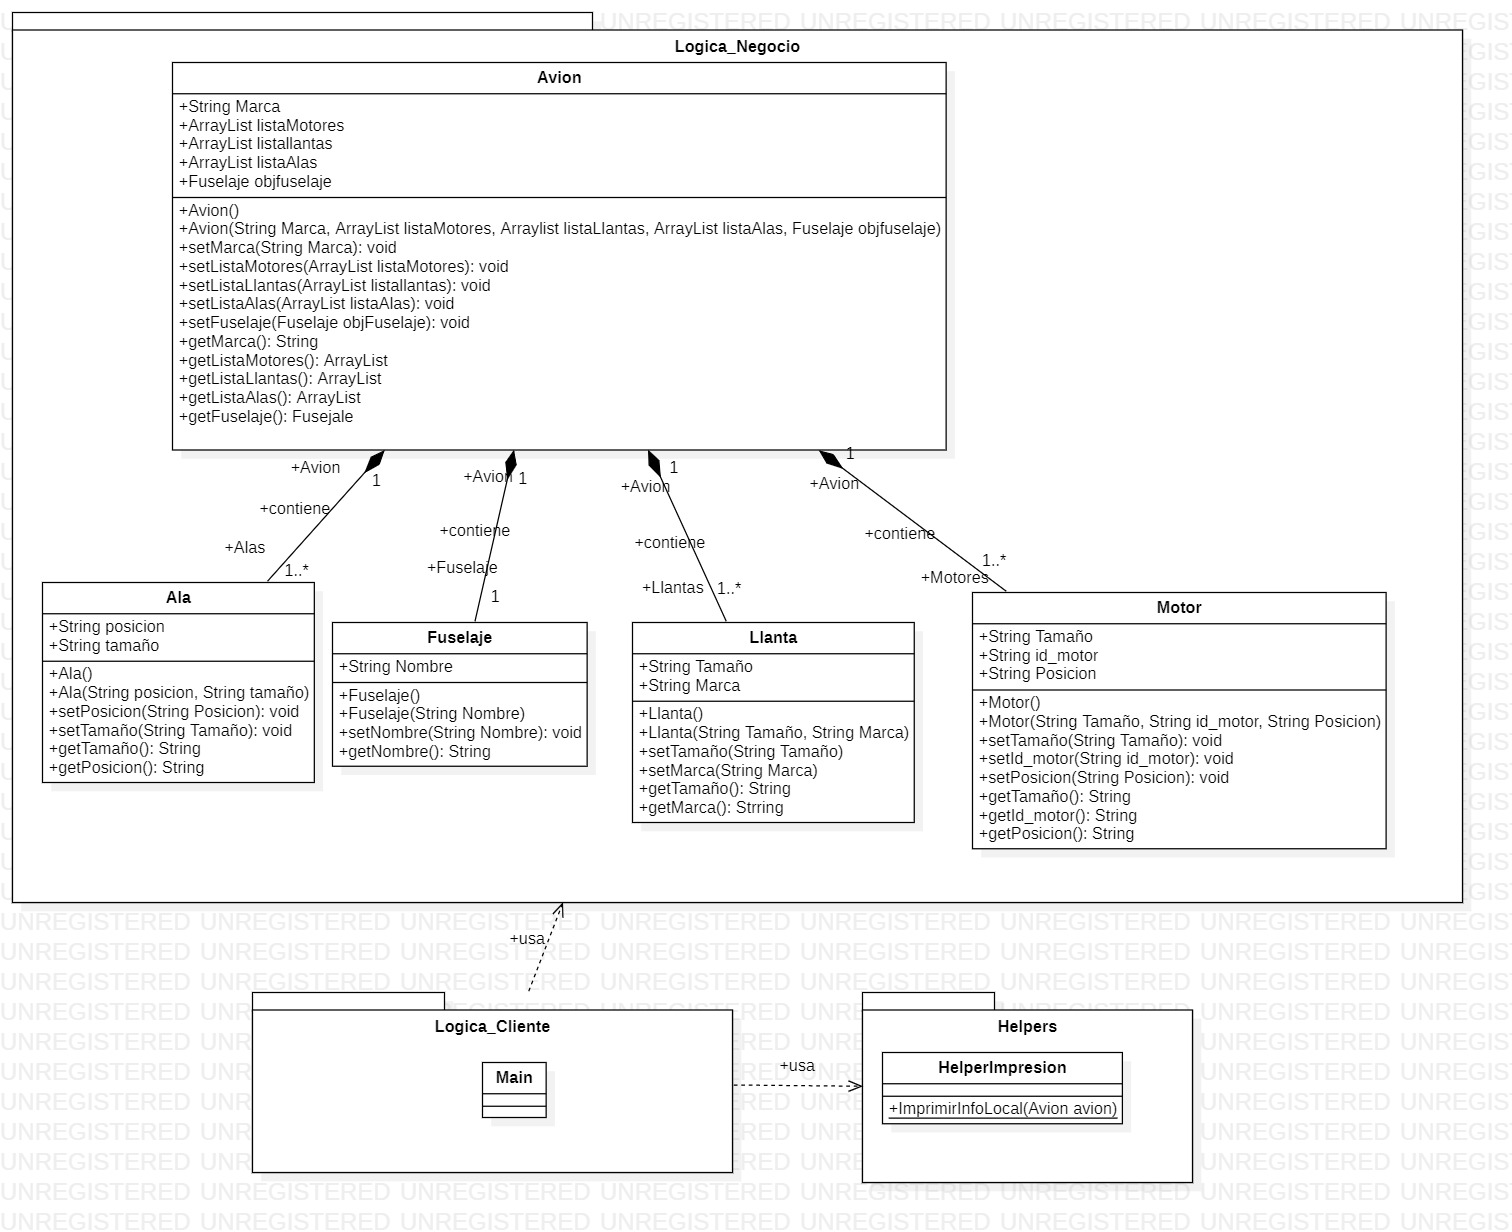 Logica_Negocio
Avion
+String Marca
+ArrayList listaMotores
+ArrayList listallantas
+ArrayList listaAlas
+Fuselaje objfuselaje
+Avion()
+Avion(String Marca, ArrayList listaMotores, Arraylist listaLlantas, ArrayList listaAlas, Fuselaje objfuselaje)
+setMarca(String Marca): void
+setListaMotores(ArrayList listaMotores): void
+setListaLlantas(ArrayList listallantas): void
+setListaAlas(ArrayList listaAlas): void
+setFuselaje(Fuselaje objFuselaje): void
+getMarca(): String
+getListaMotores(): ArrayList
+getListaLlantas(): ArrayList
+getListaAlas(): ArrayList
+getFuselaje(): Fusejale
+Avion
1
+contiene
+Alas
1..*
+Avion
1
+contiene
+Fuselaje
1
+Avion
1
+contiene
+Llantas
1..*
+Avion
1
+contiene
+Motores
1..*
Ala
+String posicion
+String tamaño
+Ala()
+Ala(String posicion, String tamaño)
+setPosicion(String Posicion): void
+setTamaño(String Tamaño): void
+getTamaño(): String
+getPosicion(): String
Fuselaje
+String Nombre
+Fuselaje()
+Fuselaje(String Nombre)
+setNombre(String Nombre): void
+getNombre(): String
Llanta
+String Tamaño
+String Marca
+Llanta()
+Llanta(String Tamaño, String Marca)
+setTamaño(String Tamaño)
+setMarca(String Marca)
+getTamaño(): String
+getMarca(): Strring
Motor
+String Tamaño
+String id_motor
+String Posicion
+Motor()
+Motor(String Tamaño, String id_motor, String Posicion)
+setTamaño(String Tamaño): void
+setId_motor(String id_motor): void
+setPosicion(String Posicion): void
+getTamaño(): String
+getId_motor(): String
+getPosicion(): String
+usa
Logica_Cliente
Main
+usa
Helpers
HelperImpresion
+ImprimirInfoLocal(Avion avion)
UNREGISTERED